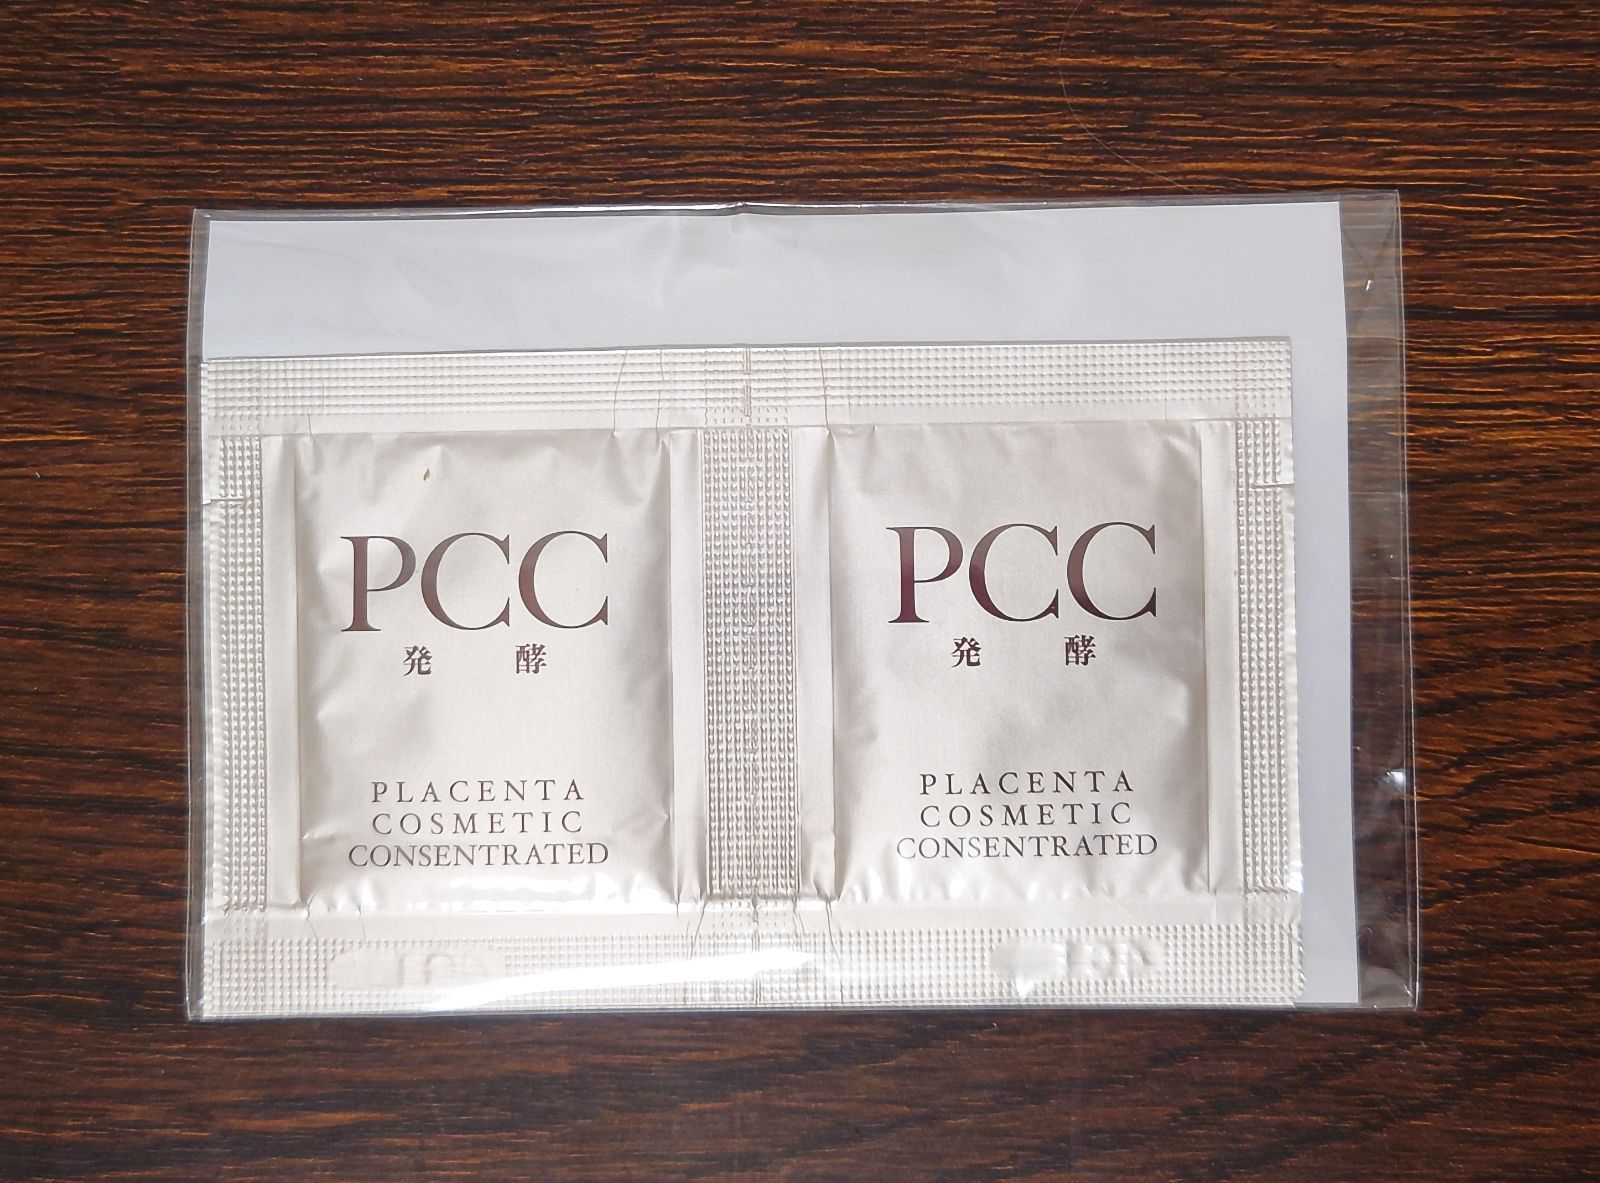 PCC
発酵
PLACENTA
COSMETIC
CONSENTRATED
PCC
発酵
PLACENTA
COSMETIC
CONSENTRATED